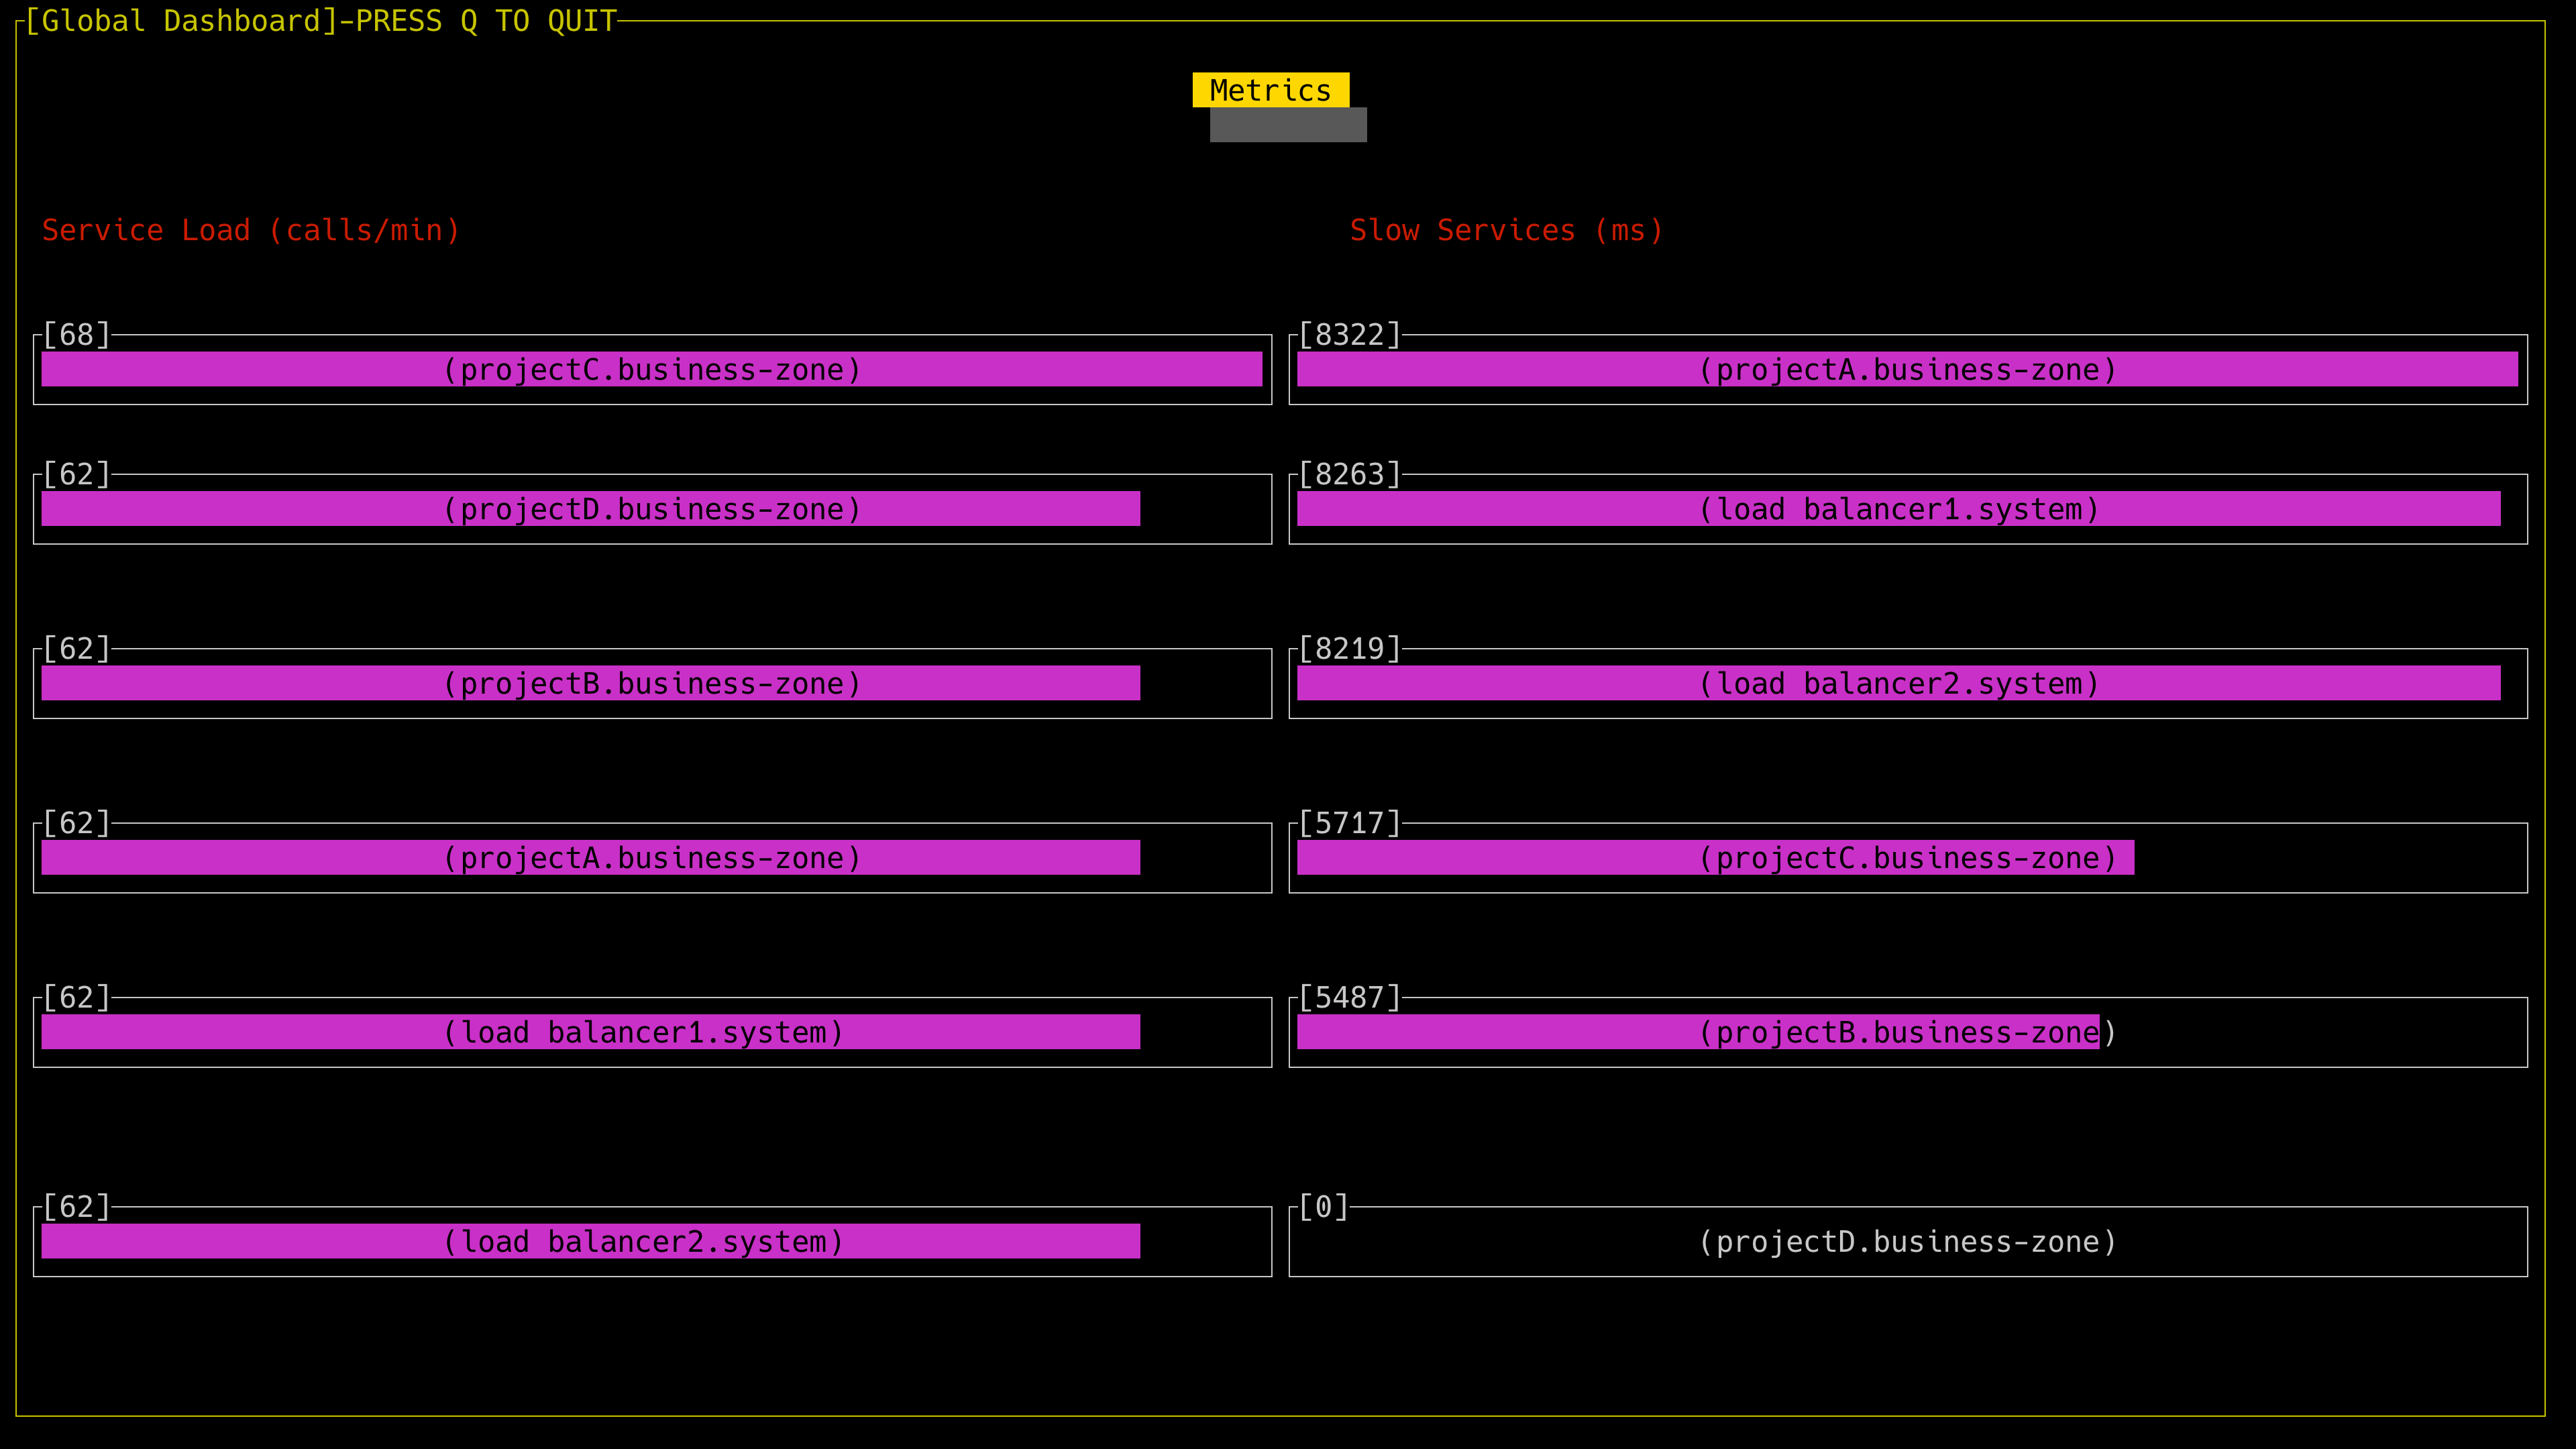 [Global Dashboard]-PRESS Q TO QUIT
Metrics
Service Load (calls/min)
[68]
(projectC.business-zone)
[62]
(projectD.business-zone)
[62]
(projectB.business-zone)
[62]
(projectA.business-zone)
[62]
(load balancer1.system)
[62]
(load balancer2.system)
Slow Services (ms)
[8322]
(projectA.business-zone)
[8263]
(load balancer1.system)
[8219]
(load balancer2.system)
[5717]
(projectC.business-zone)
[5487]
(projectB.business-zone)
[0]
(projectD.business-zone)